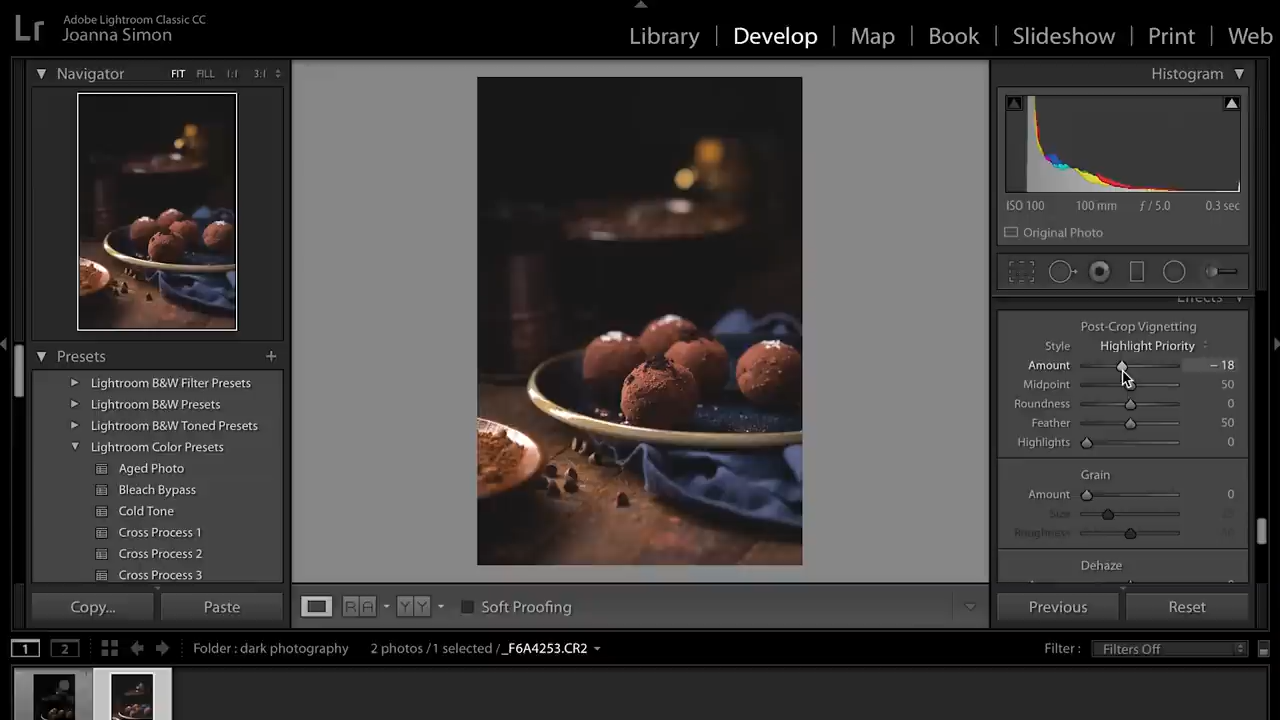 Lr
Adobe Lightroom Classic CC
Joanna Simon
Library | Develop | Map | Book | Slideshow | Print | Web
Navigator FIT FILL 1:1 3:1
Presets +
Lightroom B&W Filter Presets
Lightroom B&W Presets
Lightroom B&W Toned Presets
Lightroom Color Presets
Aged Photo
Bleach Bypass
Cold Tone
Cross Process 1
Cross Process 2
Cross Process 3
Copy... Paste
R A Y Y Soft Proofing
Histogram
ISO 100 100 mm ƒ / 5.0 0.3 sec
Original Photo
Effects
Post-Crop Vignetting
Style Highlight Priority
Amount – 18
Midpoint 50
Roundness 0
Feather 50
Highlights 0
Grain
Amount 0
Size
Roughness
Dehaze
Previous Reset
1 2 Folder : dark photography 2 photos / 1 selected / _F6A4253.CR2 Filter : Filters Off